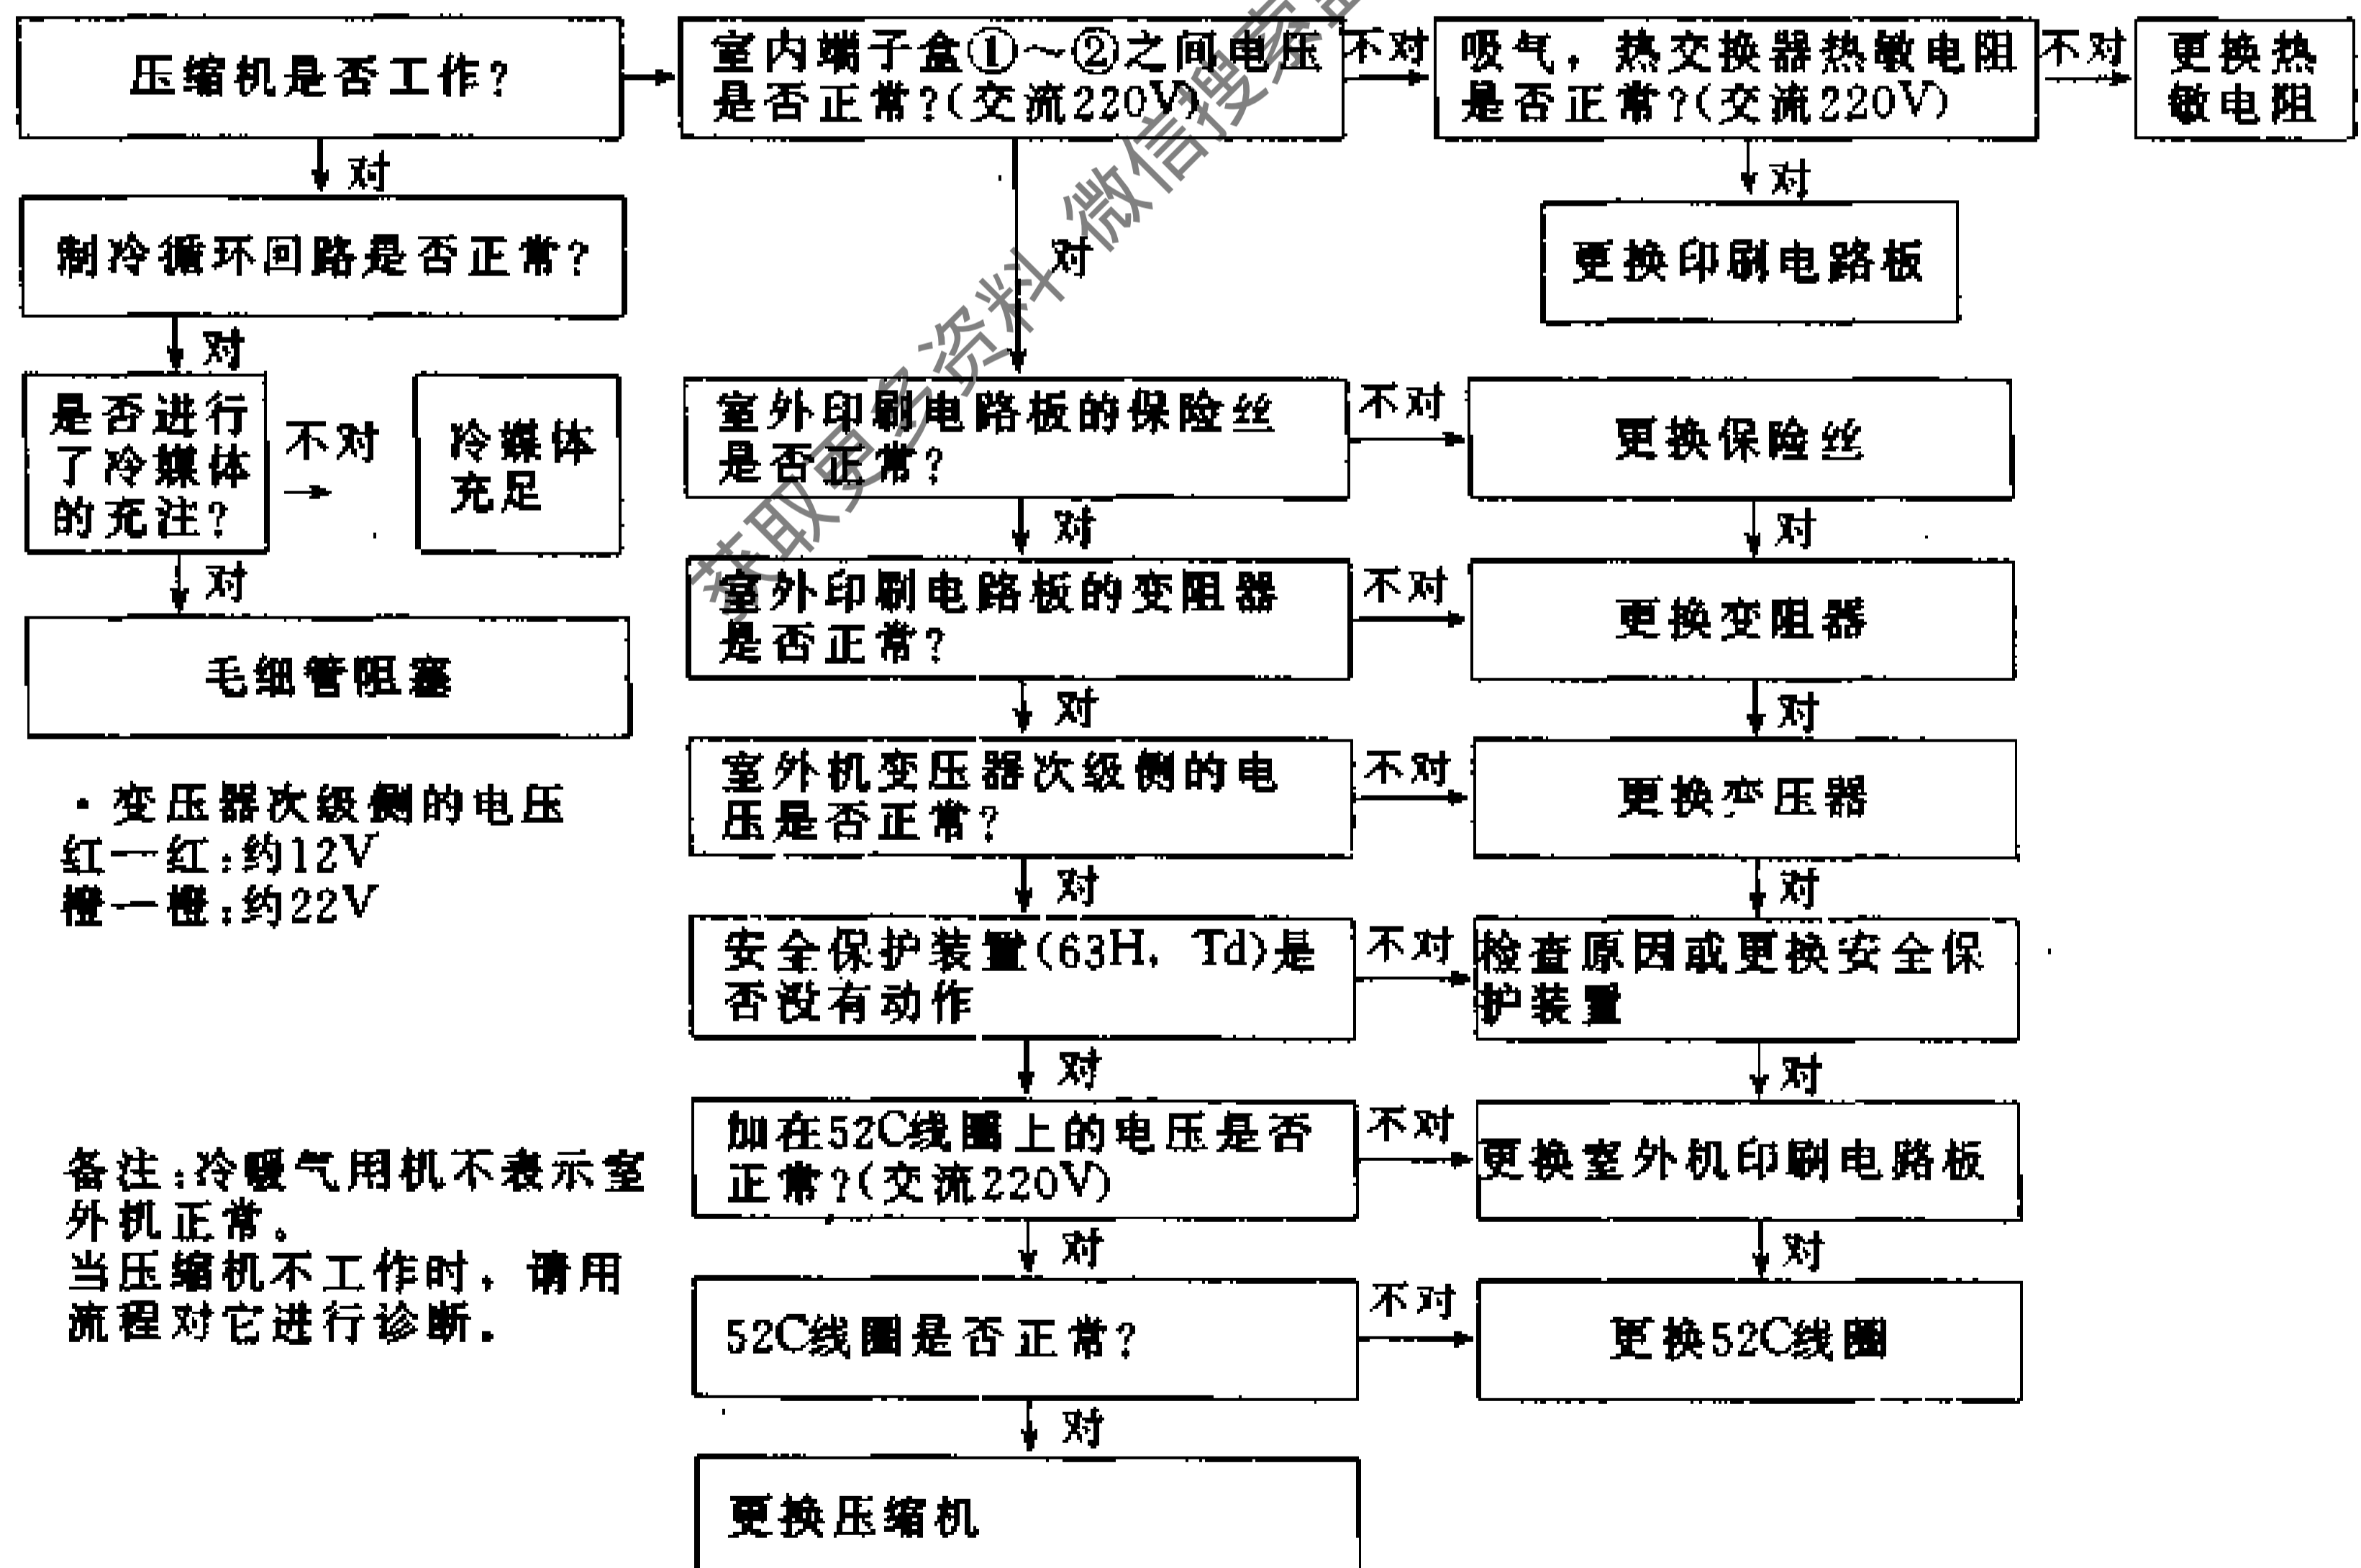 压缩机是否工作?
室内端子盒①～②之间电压
是否正常?(交流220V)
不对
吸气，热交换器热敏电阻
是否正常?(交流220V)
不对
更换热
敏电阻
对
对
对
制冷循环回路是否正常?
更换印刷电路板
对
是否进行
了冷媒体
的充注?
不对
冷媒体
充足
对
毛细管阻塞
室外印刷电路板的保险丝
是否正常?
不对
更换保险丝
对
对
室外印刷电路板的变阻器
是否正常?
不对
更换变阻器
对
对
室外机变压器次级侧的电
压是否正常?
不对
更换变压器
对
对
安全保护装置(63H，Td)是
否没有动作
不对
检查原因或更换安全保
护装置
对
对
加在52C线圈上的电压是否
正常?(交流220V)
不对
更换室外机印刷电路板
对
对
52C线圈是否正常?
不对
更换52C线圈
对
更换压缩机
·变压器次级侧的电压
红一红:约12V
橙一橙:约22V
备注:冷暖气用机不表示室
外机正常。
当压缩机不工作时，请用
流程对它进行诊断.
获取更多资料 微信搜索